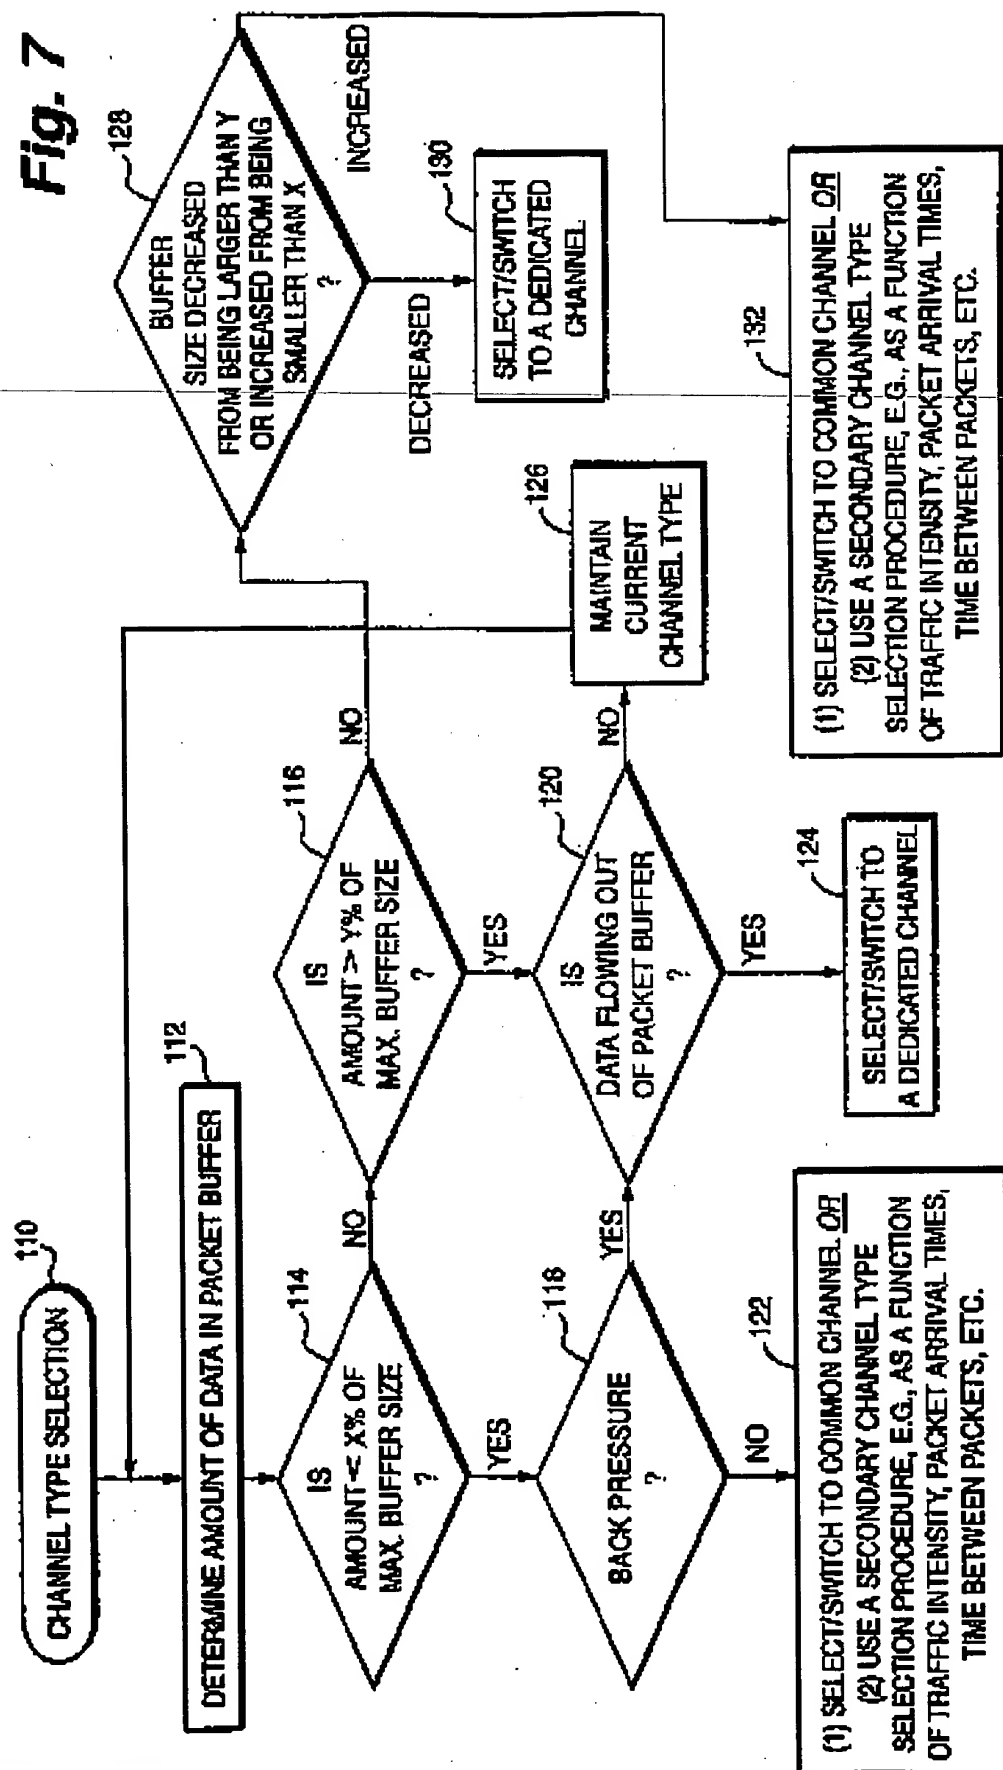 Fig. 7
CHANNEL TYPE SELECTION
110
DETERMINE AMOUNT OF DATA IN PACKET BUFFER
112
IS
AMOUNT < X% OF
MAX. BUFFER SIZE
?
114
NO
YES
IS
AMOUNT > Y% OF
MAX. BUFFER SIZE
?
116
NO
YES
BACK PRESSURE
?
118
YES
NO
IS
DATA FLOWING OUT
OF PACKET BUFFER
?
120
NO
YES
(1) SELECT/SWITCH TO COMMON CHANNEL OR
(2) USE A SECONDARY CHANNEL TYPE
SELECTION PROCEDURE, E.G., AS A FUNCTION
OF TRAFFIC INTENSITY, PACKET ARRIVAL TIMES,
TIME BETWEEN PACKETS, ETC.
122
SELECT/SWITCH TO
A DEDICATED CHANNEL
124
MAINTAIN
CURRENT
CHANNEL TYPE
126
BUFFER
SIZE DECREASED
FROM BEING LARGER THAN Y
OR INCREASED FROM BEING
SMALLER THAN X
?
128
DECREASED
INCREASED
SELECT/SWITCH
TO A DEDICATED
CHANNEL
130
(1) SELECT/SWITCH TO COMMON CHANNEL OR
(2) USE A SECONDARY CHANNEL TYPE
SELECTION PROCEDURE, E.G., AS A FUNCTION
OF TRAFFIC INTENSITY, PACKET ARRIVAL TIMES,
TIME BETWEEN PACKETS, ETC.
132